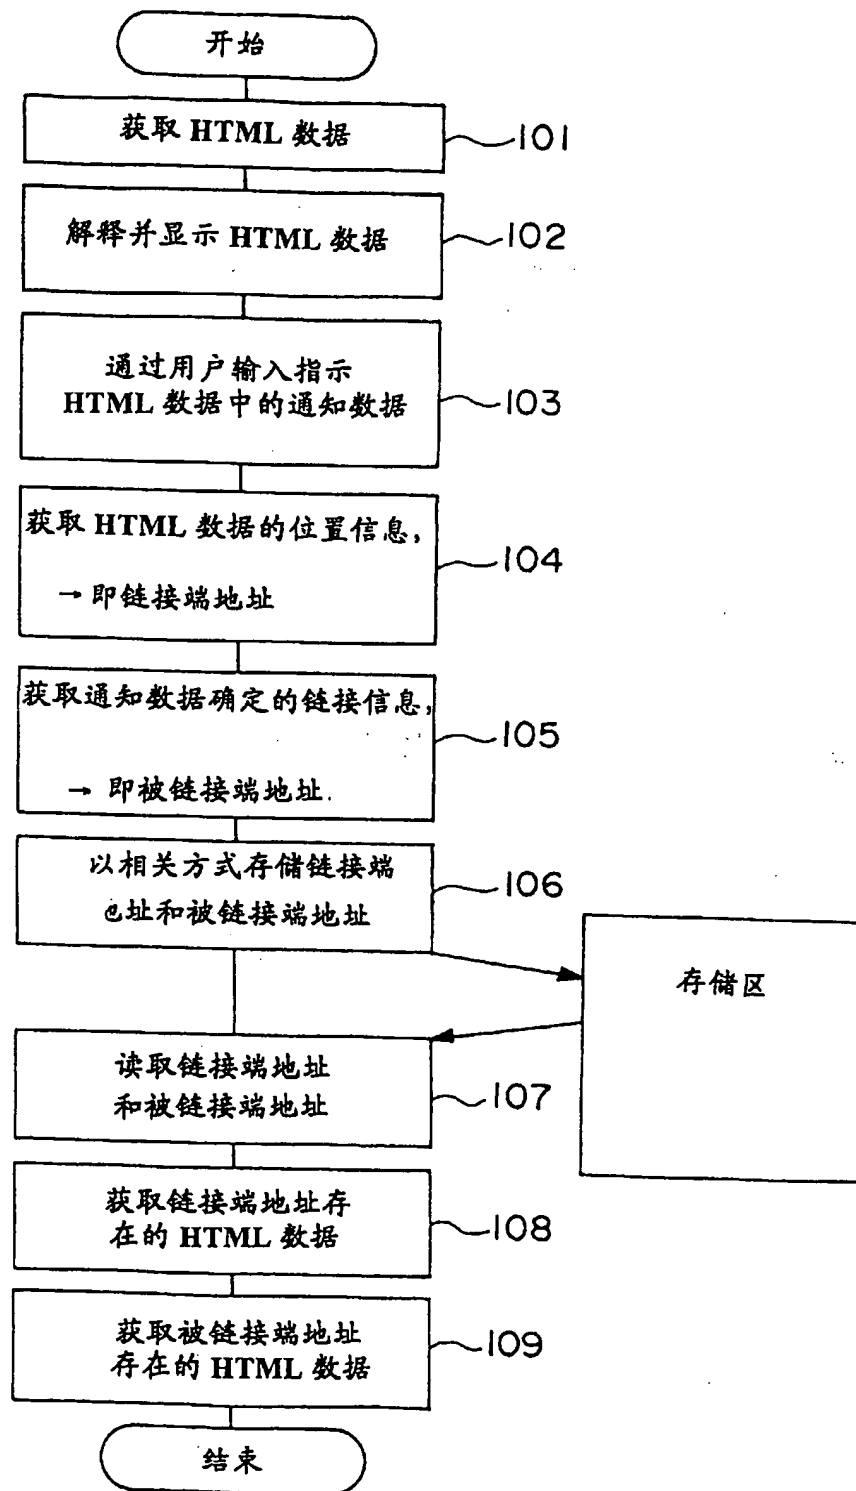 开始
获取 HTML 数据
101
解释并显示 HTML 数据
102
通过用户输入指示
HTML 数据中的通知数据
103
获取 HTML 数据的位置信息,
→ 即链接端地址
104
获取通知数据确定的链接信息,
→ 即被链接端地址.
105
以相关方式存储链接端
址和被链接端地址
106
存储区
读取链接端地址
和被链接端地址
107
获取链接端地址存
在的 HTML 数据
108
获取被链接端地址
存在的 HTML 数据
109
结束